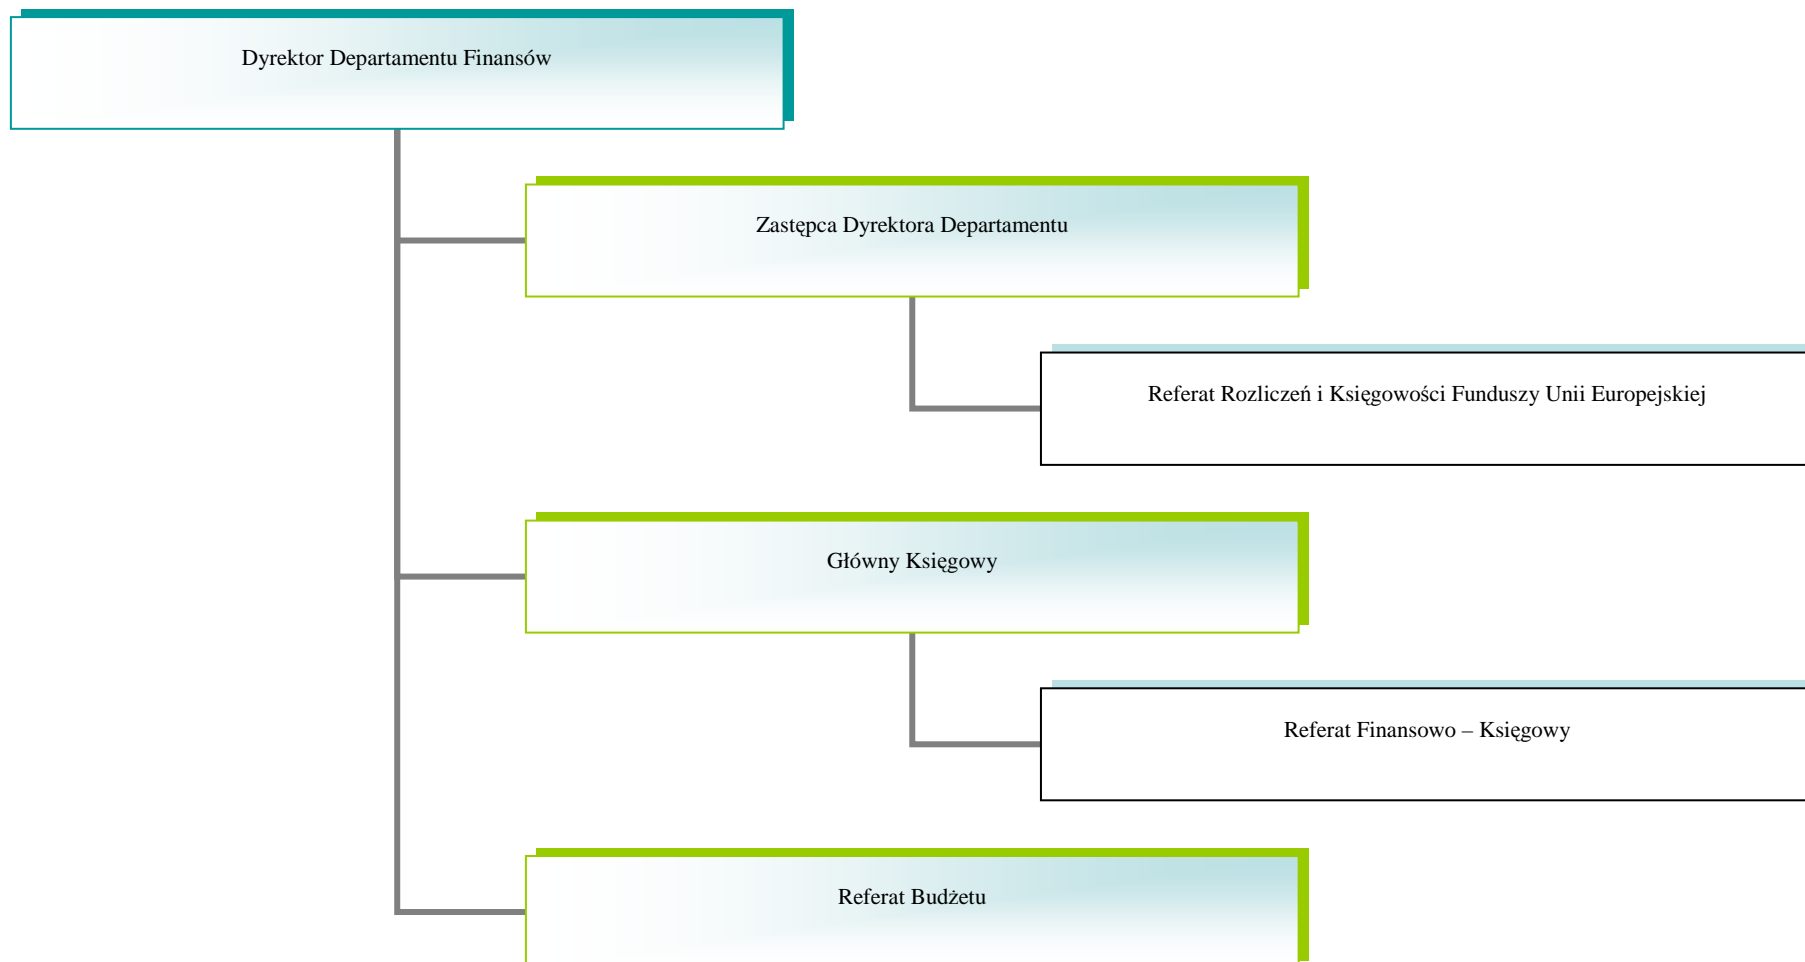 Dyrektor Departamentu Finansów
Zastępca Dyrektora Departamentu
Referat Rozliczeń i Księgowości Funduszy Unii Europejskiej
Główny Księgowy
Referat Finansowo – Księgowy
Referat Budżetu